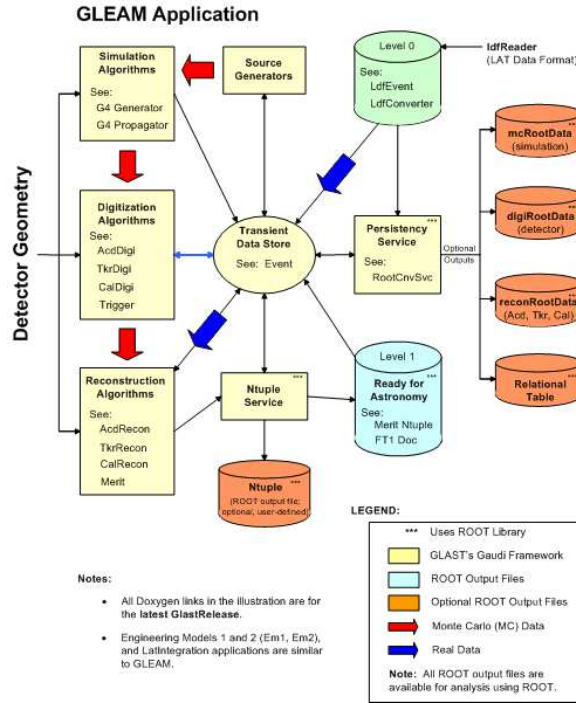 GLEAM Application
Detector Geometry
Simulation
Algorithms
See:
G4 Generator
G4 Propagator
Source
Generators
Level 0
See:
LdfEvent
LdfConverter
ldfReader
(LAT Data Format)
Digitization
Algorithms
See:
AcdDigi
TkrDigi
CalDigi
Trigger
Transient
Data Store
See: Event
***
Persistency
Service
See:
RootCnvSvc
Optional
Outputs
***
mcRootData
(simulation)
***
digiRootData
(detector)
***
reconRootData
(Acd, Tkr, Cal)
***
Relational
Table
Reconstruction
Algorithms
See:
AcdRecon
TkrRecon
CalRecon
Merit
***
Ntuple
Service
Level 1
***
Ready for
Astronomy
See:
Merit Ntuple
FT1 Doc
***
Ntuple
(ROOT output file;
optional, user-defined)
LEGEND:
*** Uses ROOT Library
GLAST's Gaudi Framework
ROOT Output Files
Optional ROOT Output Files
Monte Carlo (MC) Data
Real Data
Note: All ROOT output files are
available for analysis using ROOT.
Notes:
• All Doxygen links in the illustration are for
the latest GlastRelease.
• Engineering Models 1 and 2 (Em1, Em2),
and LatIntegration applications are similar
to GLEAM.